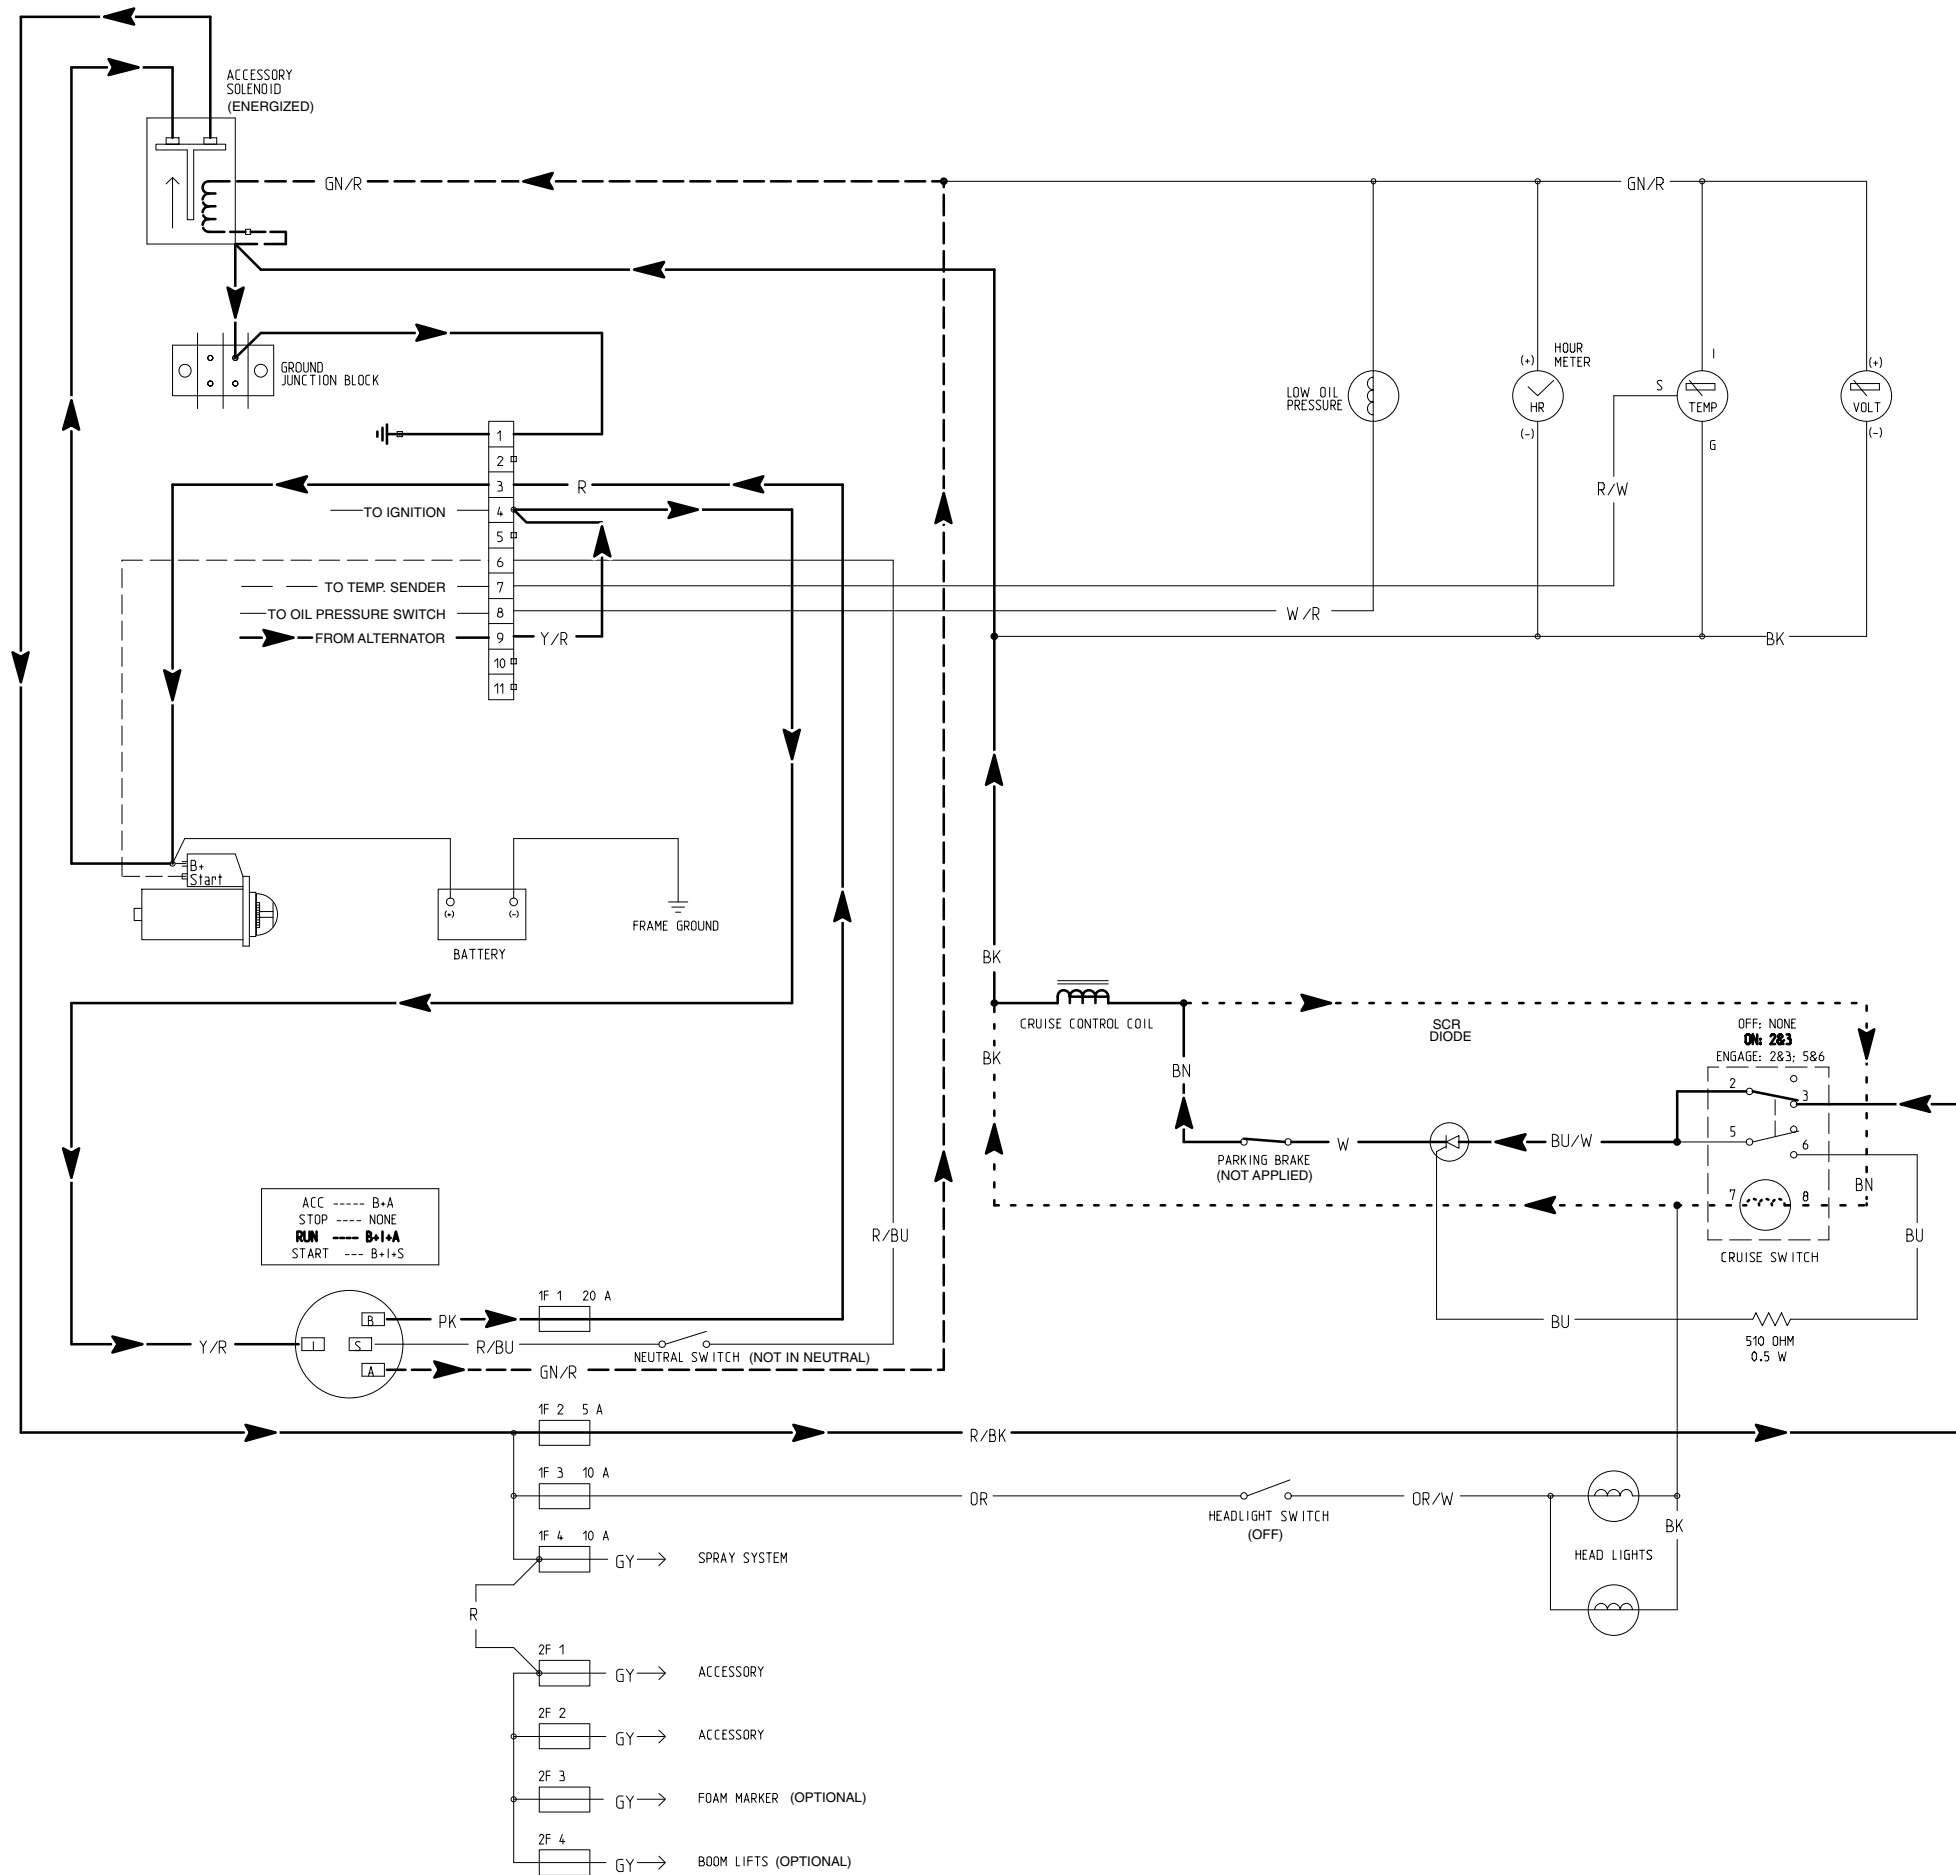 ACCESSORY
SOLENOID
(ENERGIZED)
GN/R
GN/R
GROUND
JUNCTION BLOCK
LOW OIL
PRESSURE
(+)
HOUR
METER
HR
(-)
I
S
TEMP
G
(+)
VOLT
(-)
R/W
1
2
3
R
TO IGNITION
4
5
6
TO TEMP. SENDER
7
TO OIL PRESSURE SWITCH
8
W/R
FROM ALTERNATOR
9
Y/R
BK
10
11
B+
Start
(+)
(-)
BATTERY
FRAME GROUND
BK
CRUISE CONTROL COIL
SCR
DIODE
OFF: NONE
ON: 2&3
ENGAGE: 2&3; 5&6
BK
BN
2
3
5
6
BU/W
W
PARKING BRAKE
(NOT APPLIED)
7
8
BN
BU
CRUISE SWITCH
ACC ----- B+A
STOP ---- NONE
RUN ---- B+I+A
START --- B+I+S
R/BU
1F 1 20 A
B
PK
Y/R
I
S
R/BU
NEUTRAL SWITCH (NOT IN NEUTRAL)
A
GN/R
BU
510 OHM
0.5 W
1F 2 5 A
R/BK
1F 3 10 A
OR
HEADLIGHT SWITCH
(OFF)
OR/W
BK
HEAD LIGHTS
1F 4 10 A
GY
SPRAY SYSTEM
R
2F 1
GY
ACCESSORY
2F 2
GY
ACCESSORY
2F 3
GY
FOAM MARKER (OPTIONAL)
2F 4
GY
BOOM LIFTS (OPTIONAL)